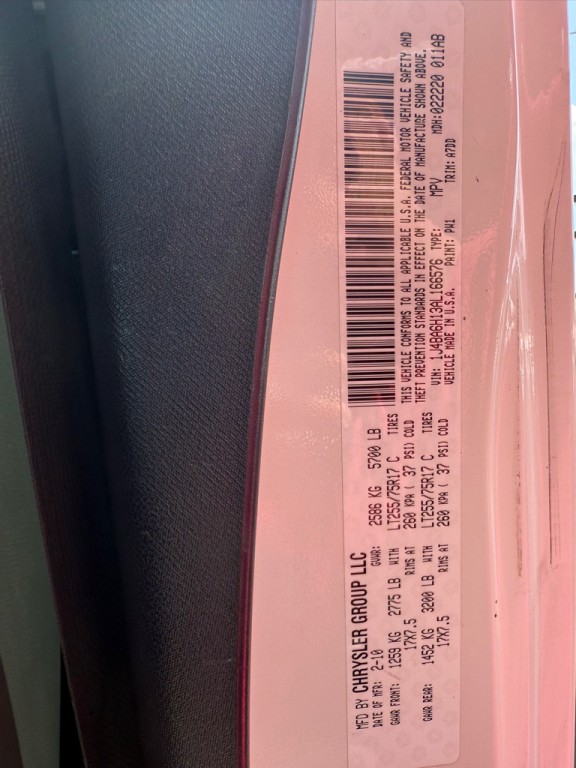 MFD BY CHRYSLER GROUP LLC
DATE OF MFR: 2-10 GVWR: 2586 KG 5700 LB
GAWR FRONT: 1259 KG 2775 LB WITH LT255/75R17 C TIRES
17X7.5 RIMS AT 260 KPA ( 37 PSI) COLD
GAWR REAR: 1452 KG 3200 LB WITH LT255/75R17 C TIRES
17X7.5 RIMS AT 260 KPA ( 37 PSI) COLD
THIS VEHICLE CONFORMS TO ALL APPLICABLE U.S.A. FEDERAL MOTOR VEHICLE SAFETY AND
THEFT PREVENTION STANDARDS IN EFFECT ON THE DATE OF MANUFACTURE SHOWN ABOVE.
VIN: 1J4BA6H13AL166576 TYPE: MPV MDH:022220 011AB
VEHICLE MADE IN U.S.A. PAINT: PW1 TRIM: A7DD